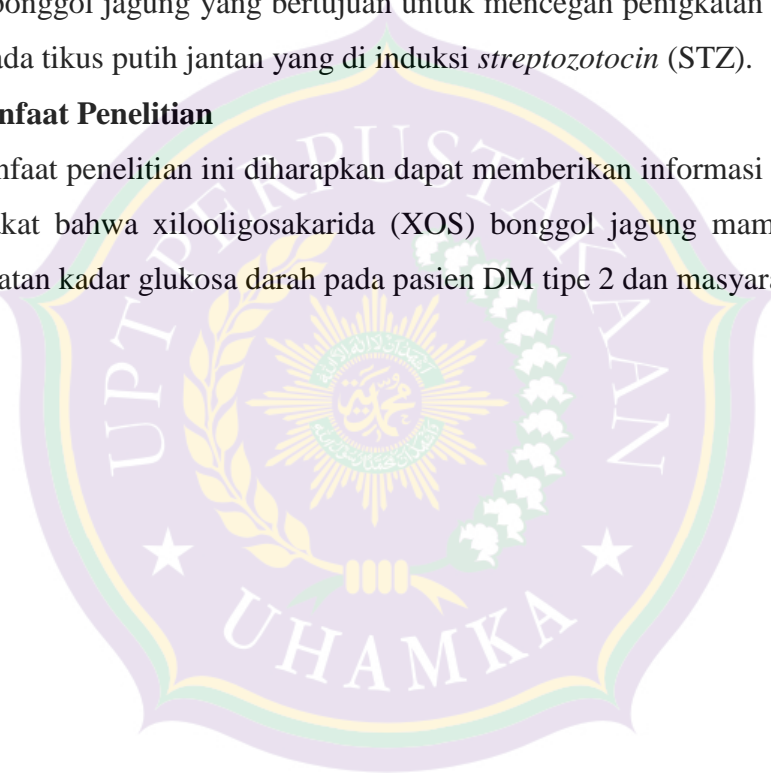 bonggol jagung yang bertujuan untuk mencegah penigkatan
ada tikus putih jantan yang di induksi streptozotocin (STZ).
nfaat Penelitian
nfaat penelitian ini diharapkan dapat memberikan informasi
akat bahwa xilooligosakarida (XOS) bonggol jagung mam
atan kadar glukosa darah pada pasien DM tipe 2 dan masyara
UPT PERPUSTAKAAN
UHAMKA